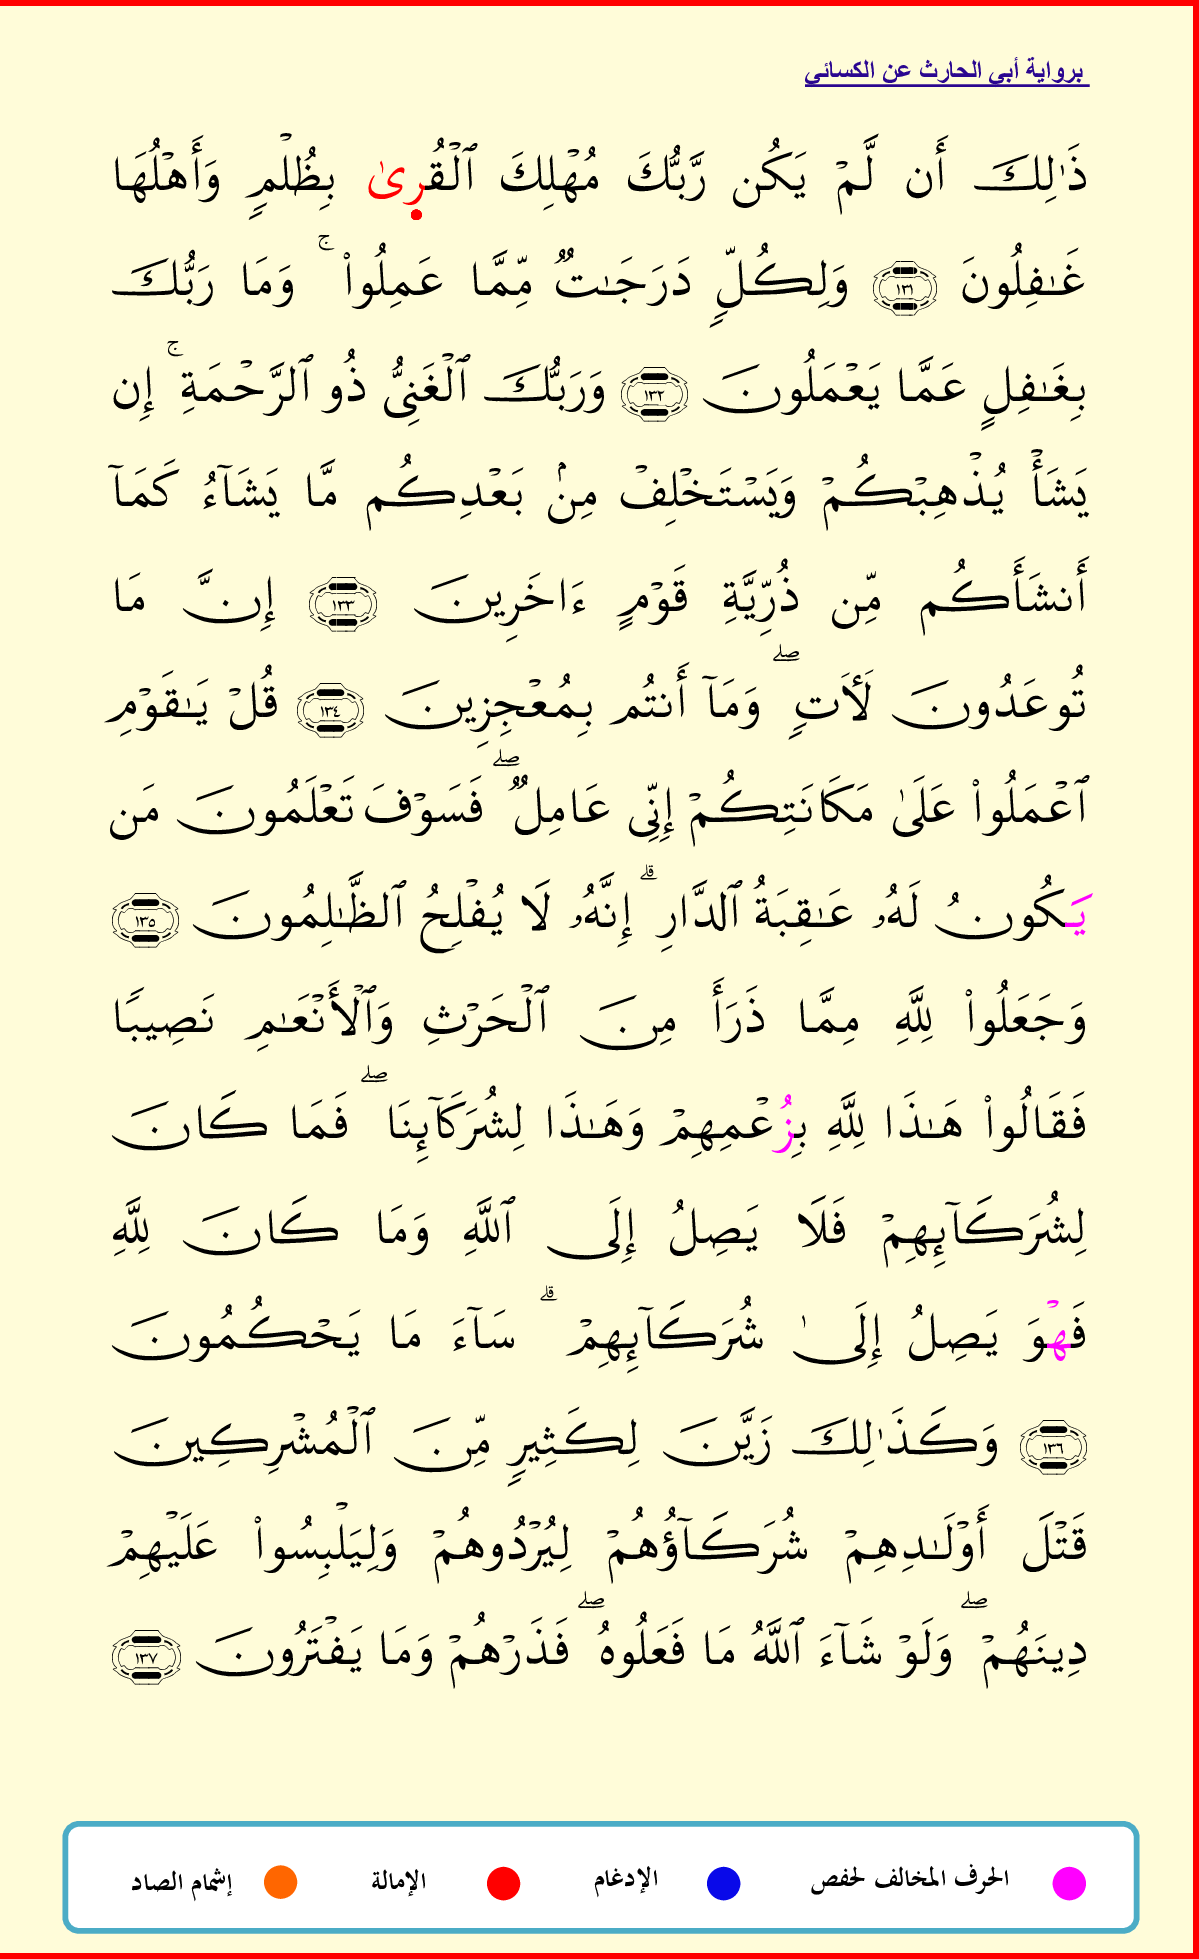 برواية أبي الحارث عن الكسائي
ذَٰلِكَ أَن لَّمْ يَكُن رَّبُّكَ مُهْلِكَ ٱلْقُرِىٰ بِظُلْمٍ وَأَهْلُهَا
غَـٰفِلُونَ ١٣١ وَلِكُلٍّ دَرَجَـٰتٌ مِّمَّا عَمِلُوا۟ ۚ وَمَا رَبُّكَ
بِغَـٰفِلٍ عَمَّا يَعْمَلُونَ ١٣٢ وَرَبُّكَ ٱلْغَنِىُّ ذُو ٱلرَّحْمَةِ ۚ إِن
يَشَأْ يُذْهِبْكُمْ وَيَسْتَخْلِفْ مِنۢ بَعْدِكُم مَّا يَشَآءُ كَمَآ
أَنشَأَكُم مِّن ذُرِّيَّةِ قَوْمٍ ءَاخَرِينَ ١٣٣ إِنَّ مَا
تُوعَدُونَ لَـَٔاتٍ ۖ وَمَآ أَنتُم بِمُعْجِزِينَ ١٣٤ قُلْ يَـٰقَوْمِ
ٱعْمَلُوا۟ عَلَىٰ مَكَانَتِكُمْ إِنِّى عَامِلٌ ۖ فَسَوْفَ تَعْلَمُونَ مَن
يَكُونُ لَهُۥ عَـٰقِبَةُ ٱلدَّارِ ۗ إِنَّهُۥ لَا يُفْلِحُ ٱلظَّـٰلِمُونَ ١٣٥
وَجَعَلُوا۟ لِلَّهِ مِمَّا ذَرَأَ مِنَ ٱلْحَرْثِ وَٱلْأَنْعَـٰمِ نَصِيبًا
فَقَالُوا۟ هَـٰذَا لِلَّهِ بِزُعْمِهِمْ وَهَـٰذَا لِشُرَكَآئِنَا ۖ فَمَا كَانَ
لِشُرَكَآئِهِمْ فَلَا يَصِلُ إِلَى ٱللَّهِ وَمَا كَانَ لِلَّهِ
فَهْوَ يَصِلُ إِلَىٰ شُرَكَآئِهِمْ ۗ سَآءَ مَا يَحْكُمُونَ
١٣٦ وَكَذَٰلِكَ زَيَّنَ لِكَثِيرٍ مِّنَ ٱلْمُشْرِكِينَ
قَتْلَ أَوْلَـٰدِهِمْ شُرَكَآؤُهُمْ لِيُرْدُوهُمْ وَلِيَلْبِسُوا۟ عَلَيْهِمْ
دِينَهُمْ ۖ وَلَوْ شَآءَ ٱللَّهُ مَا فَعَلُوهُ ۖ فَذَرْهُمْ وَمَا يَفْتَرُونَ ١٣٧
الحرف المخالف لحفص الإدغام الإمالة إشمام الصاد